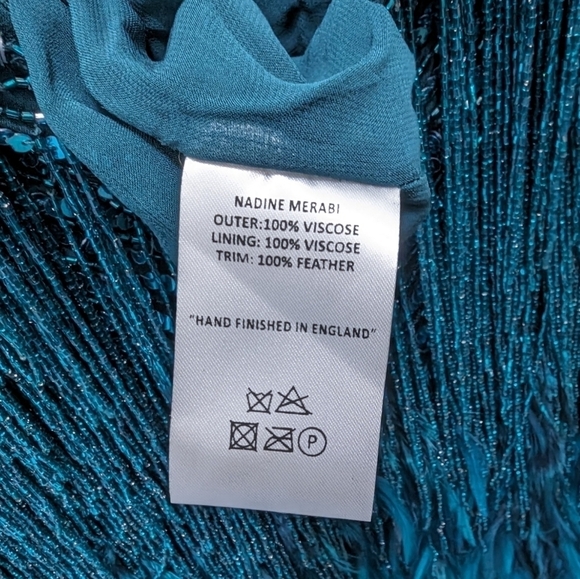 NADINE MERABI
OUTER:100% VISCOSE
LINING: 100% VISCOSE
TRIM: 100% FEATHER
"HAND FINISHED IN ENGLAND"
P